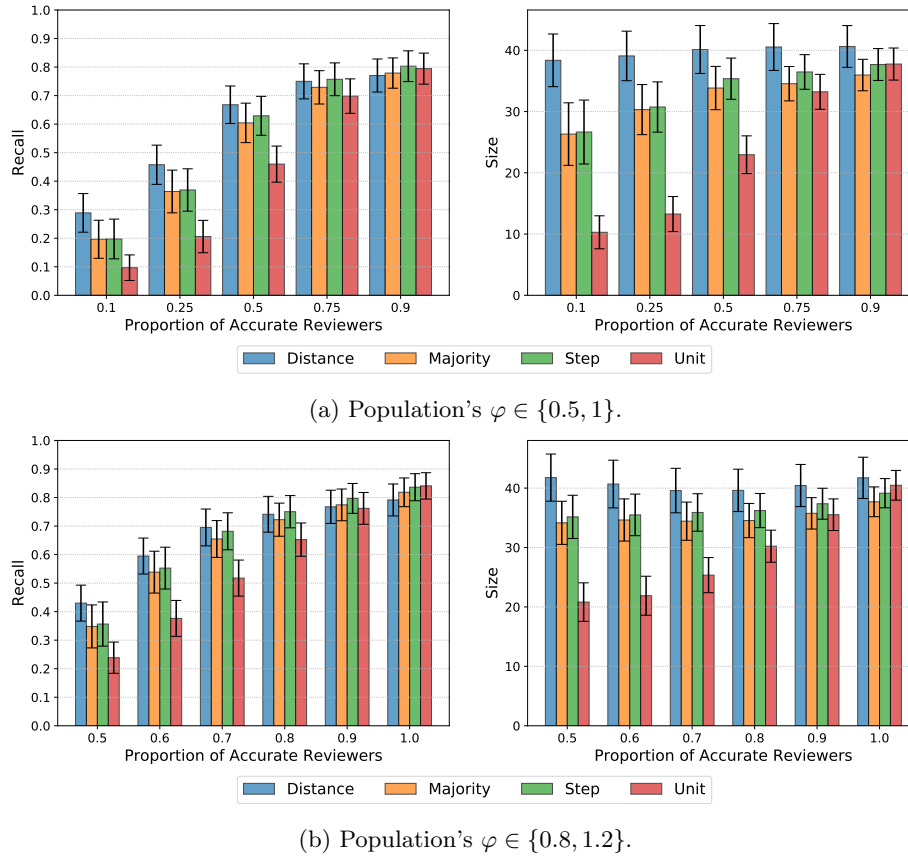 1.0
0.9
0.8
0.7
0.6
0.5
0.4
0.3
0.2
0.1
0.0
Recall
0.1 0.25 0.5 0.75 0.9
Proportion of Accurate Reviewers
40
30
20
10
0
Size
0.1 0.25 0.5 0.75 0.9
Proportion of Accurate Reviewers
Distance Majority Step Unit
(a) Population's φ ∈ {0.5, 1}.
1.0
0.9
0.8
0.7
0.6
0.5
0.4
0.3
0.2
0.1
0.0
Recall
0.5 0.6 0.7 0.8 0.9 1.0
Proportion of Accurate Reviewers
40
30
20
10
0
Size
0.5 0.6 0.7 0.8 0.9 1.0
Proportion of Accurate Reviewers
Distance Majority Step Unit
(b) Population's φ ∈ {0.8, 1.2}.